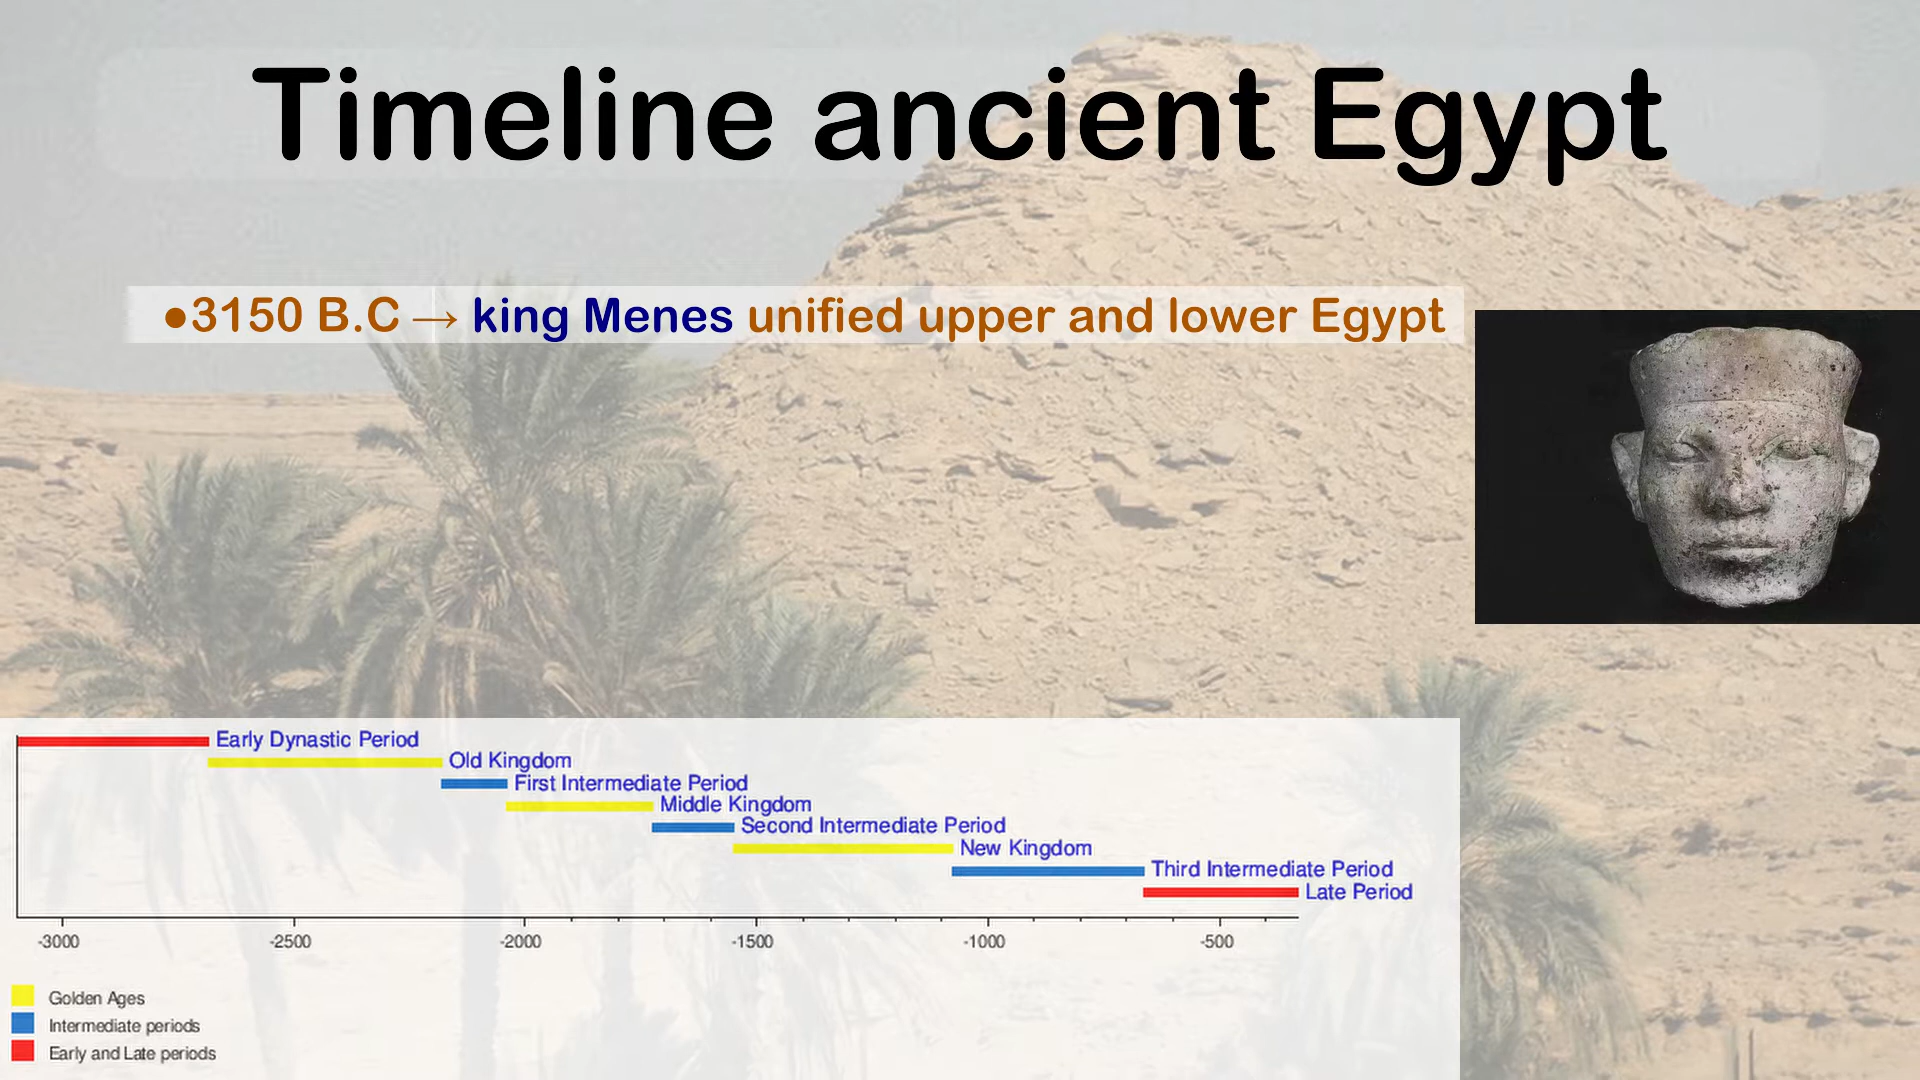 Timeline ancient Egypt
●3150 B.C → king Menes unified upper and lower Egypt
Early Dynastic Period
Old Kingdom
First Intermediate Period
Middle Kingdom
Second Intermediate Period
New Kingdom
Third Intermediate Period
Late Period
-3000 -2500 -2000 -1500 -1000 -500
Golden Ages
Intermediate periods
Early and Late periods